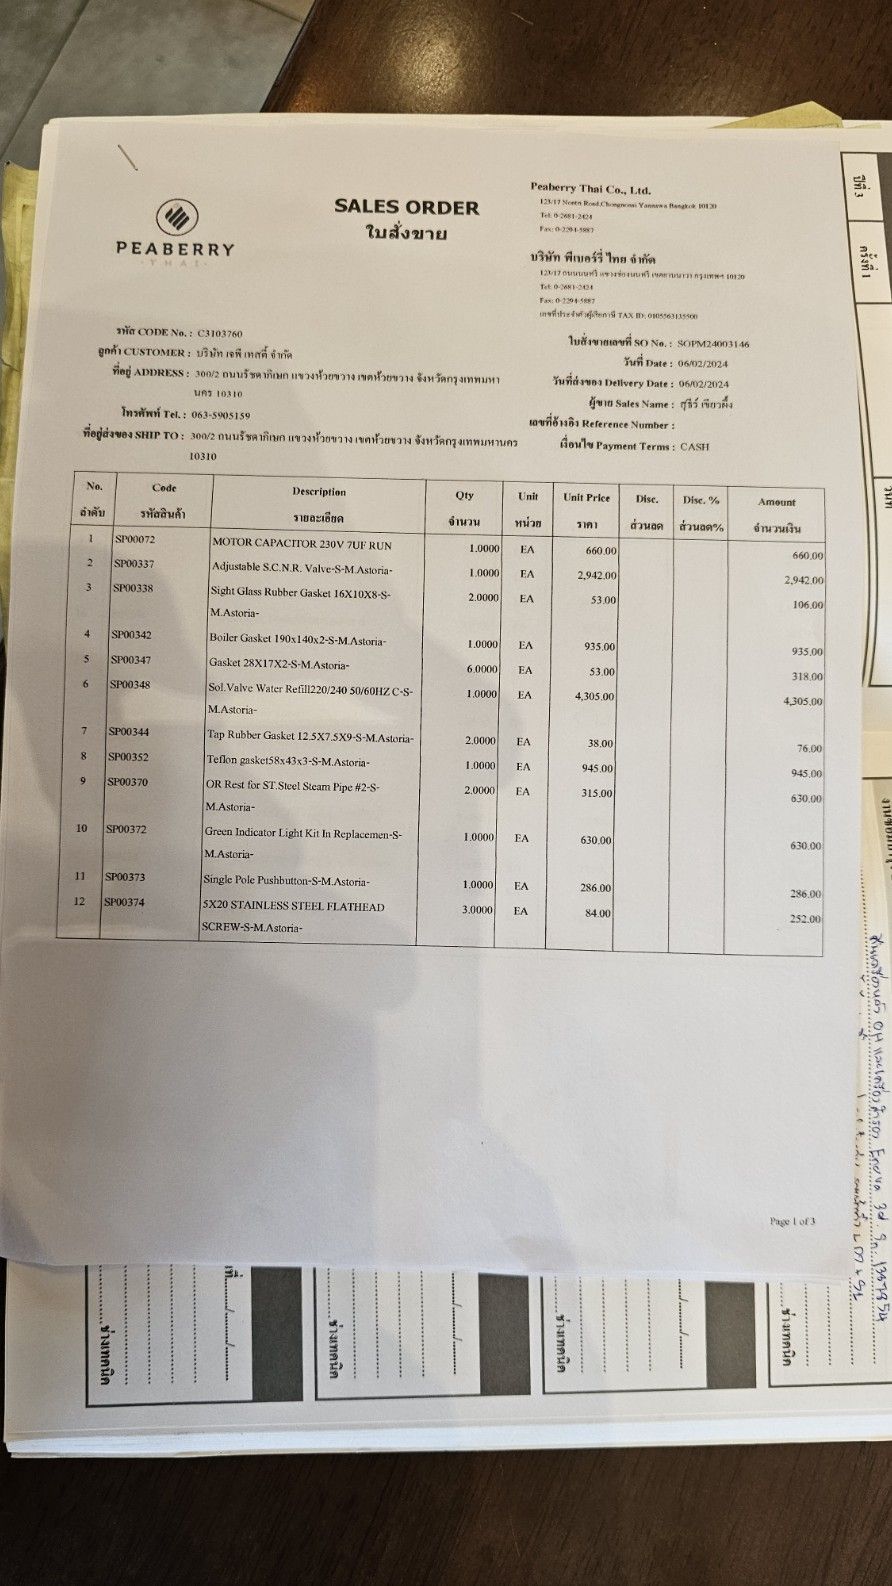 PEABERRY
THAI
SALES ORDER
ใบสั่งขาย
Peaberry Thai Co., Ltd.
123/17 North Road,Chongnonsi Yannawa Bangkok 10120
Tel: 0-2681-2424
Fax: 0-2294-5887
บริษัท พีเบอร์รี่ ไทย จำกัด
123/17 ถนนนนทรี แขวงช่องนนทรี เขตยานนาวา กรุงเทพฯ 10120
Tel: 0-2681-2424
Fax: 0-2294-5887
เลขที่ประจำตัวผู้เสียภาษี TAX ID: 0105563135500
รหัส CODE No. : C3103760
ลูกค้า CUSTOMER : บริษัท เจพี เทสตี้ จำกัด
ที่อยู่ ADDRESS : 300/2 ถนนรัชดาภิเษก แขวงห้วยขวาง เขตห้วยขวาง จังหวัดกรุงเทพมหา
นคร 10310
โทรศัพท์ Tel. : 063-5905159
ที่อยู่ส่งของ SHIP TO : 300/2 ถนนรัชดาภิเษก แขวงห้วยขวาง เขตห้วยขวาง จังหวัดกรุงเทพมหานคร
10310
ใบสั่งขายเลขที่ SO No. : SOPM24003146
วันที่ Date : 06/02/2024
วันที่ส่งของ Delivery Date : 06/02/2024
ผู้ขาย Sales Name : สุธีร์ เขียวผึ้ง
เลขที่อ้างอิง Reference Number :
เงื่อนไข Payment Terms : CASH
No. Code Description Qty Unit Unit Price Disc. Disc. % Amount
ลำดับ รหัสสินค้า รายละเอียด จำนวน หน่วย ราคา ส่วนลด ส่วนลด% จำนวนเงิน
1 SP00072 MOTOR CAPACITOR 230V 7UF RUN 1.0000 EA 660.00 660.00
2 SP00337 Adjustable S.C.N.R. Valve-S-M.Astoria- 1.0000 EA 2,942.00 2,942.00
3 SP00338 Sight Glass Rubber Gasket 16X10X8-S- 2.0000 EA 53.00 106.00
M.Astoria-
4 SP00342 Boiler Gasket 190x140x2-S-M.Astoria- 1.0000 EA 935.00 935.00
5 SP00347 Gasket 28X17X2-S-M.Astoria- 6.0000 EA 53.00 318.00
6 SP00348 Sol.Valve Water Refill220/240 50/60HZ C-S- 1.0000 EA 4,305.00 4,305.00
M.Astoria-
7 SP00344 Tap Rubber Gasket 12.5X7.5X9-S-M.Astoria- 2.0000 EA 38.00 76.00
8 SP00352 Teflon gasket58x43x3-S-M.Astoria- 1.0000 EA 945.00 945.00
9 SP00370 OR Rest for ST.Steel Steam Pipe #2-S- 2.0000 EA 315.00 630.00
M.Astoria-
10 SP00372 Green Indicator Light Kit In Replacemen-S- 1.0000 EA 630.00 630.00
M.Astoria-
11 SP00373 Single Pole Pushbutton-S-M.Astoria- 1.0000 EA 286.00 286.00
12 SP00374 5X20 STAINLESS STEEL FLATHEAD 3.0000 EA 84.00 252.00
SCREW-S-M.Astoria-
Page 1 of 3
ปีที่ 3
ครั้งที่ 1
ช่างเทคนิค
ช่างเทคนิค
ช่างเทคนิค
ช่างเทคนิค